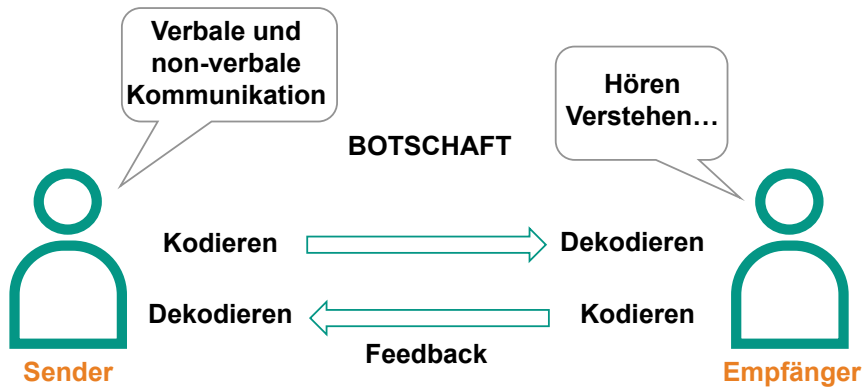 Verbale und
non-verbale
Kommunikation
Hören
Verstehen…
BOTSCHAFT
Kodieren
Dekodieren
Dekodieren
Kodieren
Feedback
Sender
Empfänger